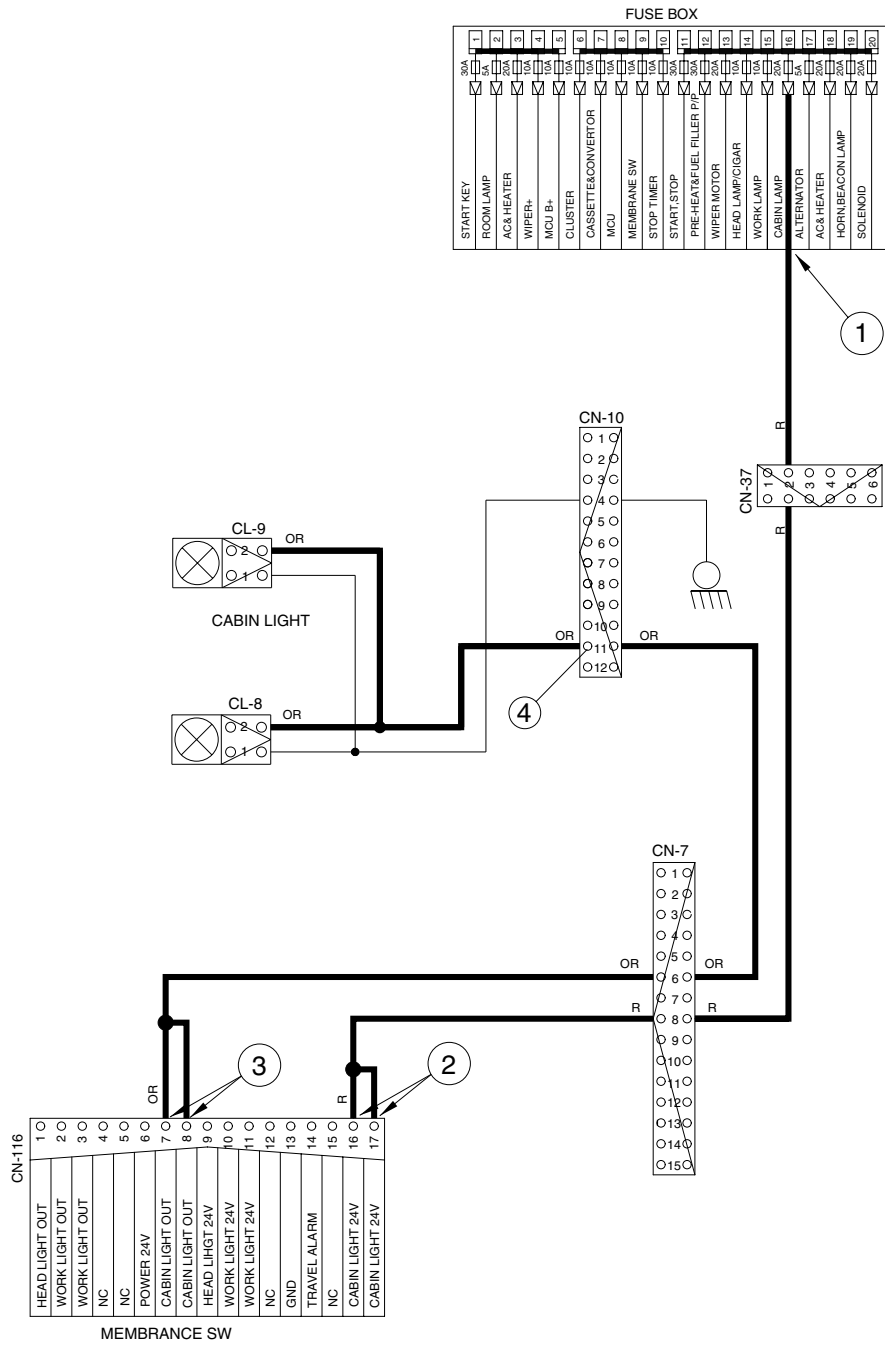 FUSE BOX
1 2 3 4 5 6 7 8 9 10 11 12 13 14 15 16 17 18 19 20
30A 5A 20A 10A 10A 10A 10A 10A 10A 10A 30A 30A 20A 10A 10A 20A 5A 20A 20A 20A
START KEY
ROOM LAMP
AC& HEATER
WIPER+
MCU B+
CLUSTER
CASSETTE&CONVERTOR
MCU
MEMBRANE SW
STOP TIMER
START,STOP
PRE-HEAT&FUEL FILLER P/P
WIPER MOTOR
HEAD LAMP/CIGAR
WORK LAMP
CABIN LAMP
ALTERNATOR
AC& HEATER
HORN,BEACON LAMP
SOLENOID
1
R
CN-37
1 2 3 4 5 6
R
CN-10
1
2
3
4
5
6
7
8
9
10
11
12
OR
OR
4
CL-9
2
1
OR
CABIN LIGHT
CL-8
2
1
OR
CN-7
1
2
3
4
5
6
7
8
9
10
11
12
13
14
15
OR
OR
R
R
3
2
OR
R
CN-116
1 2 3 4 5 6 7 8 9 10 11 12 13 14 15 16 17
HEAD LIGHT OUT
WORK LIGHT OUT
WORK LIGHT OUT
NC
NC
POWER 24V
CABIN LIGHT OUT
CABIN LIGHT OUT
HEAD LIHGT 24V
WORK LIGHT 24V
WORK LIGHT 24V
NC
GND
TRAVEL ALARM
NC
CABIN LIGHT 24V
CABIN LIGHT 24V
MEMBRANCE SW